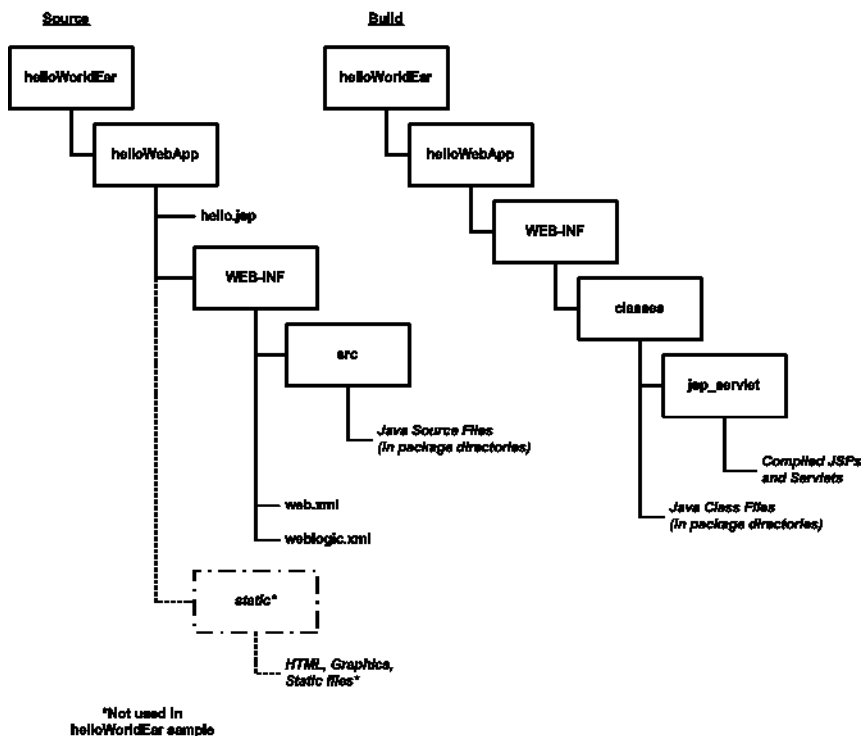 Source
helloWorldEar
helloWebApp
hello.jsp
WEB-INF
src
Java Source Files
(in package directories)
web.xml
weblogic.xml
static*
HTML, Graphics,
Static files*
*Not used in
helloWorldEar sample
Build
helloWorldEar
helloWebApp
WEB-INF
classes
jsp_servlet
Compiled JSPs
and Servlets
Java Class Files
(in package directories)